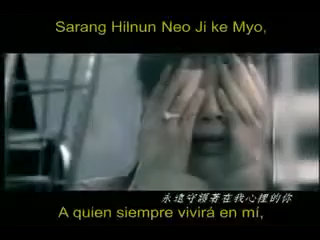 Sarang Hilnun Neo Ji ke Myo,
永遠守護著在我心裡的你
A quien siempre vivirá en mí,